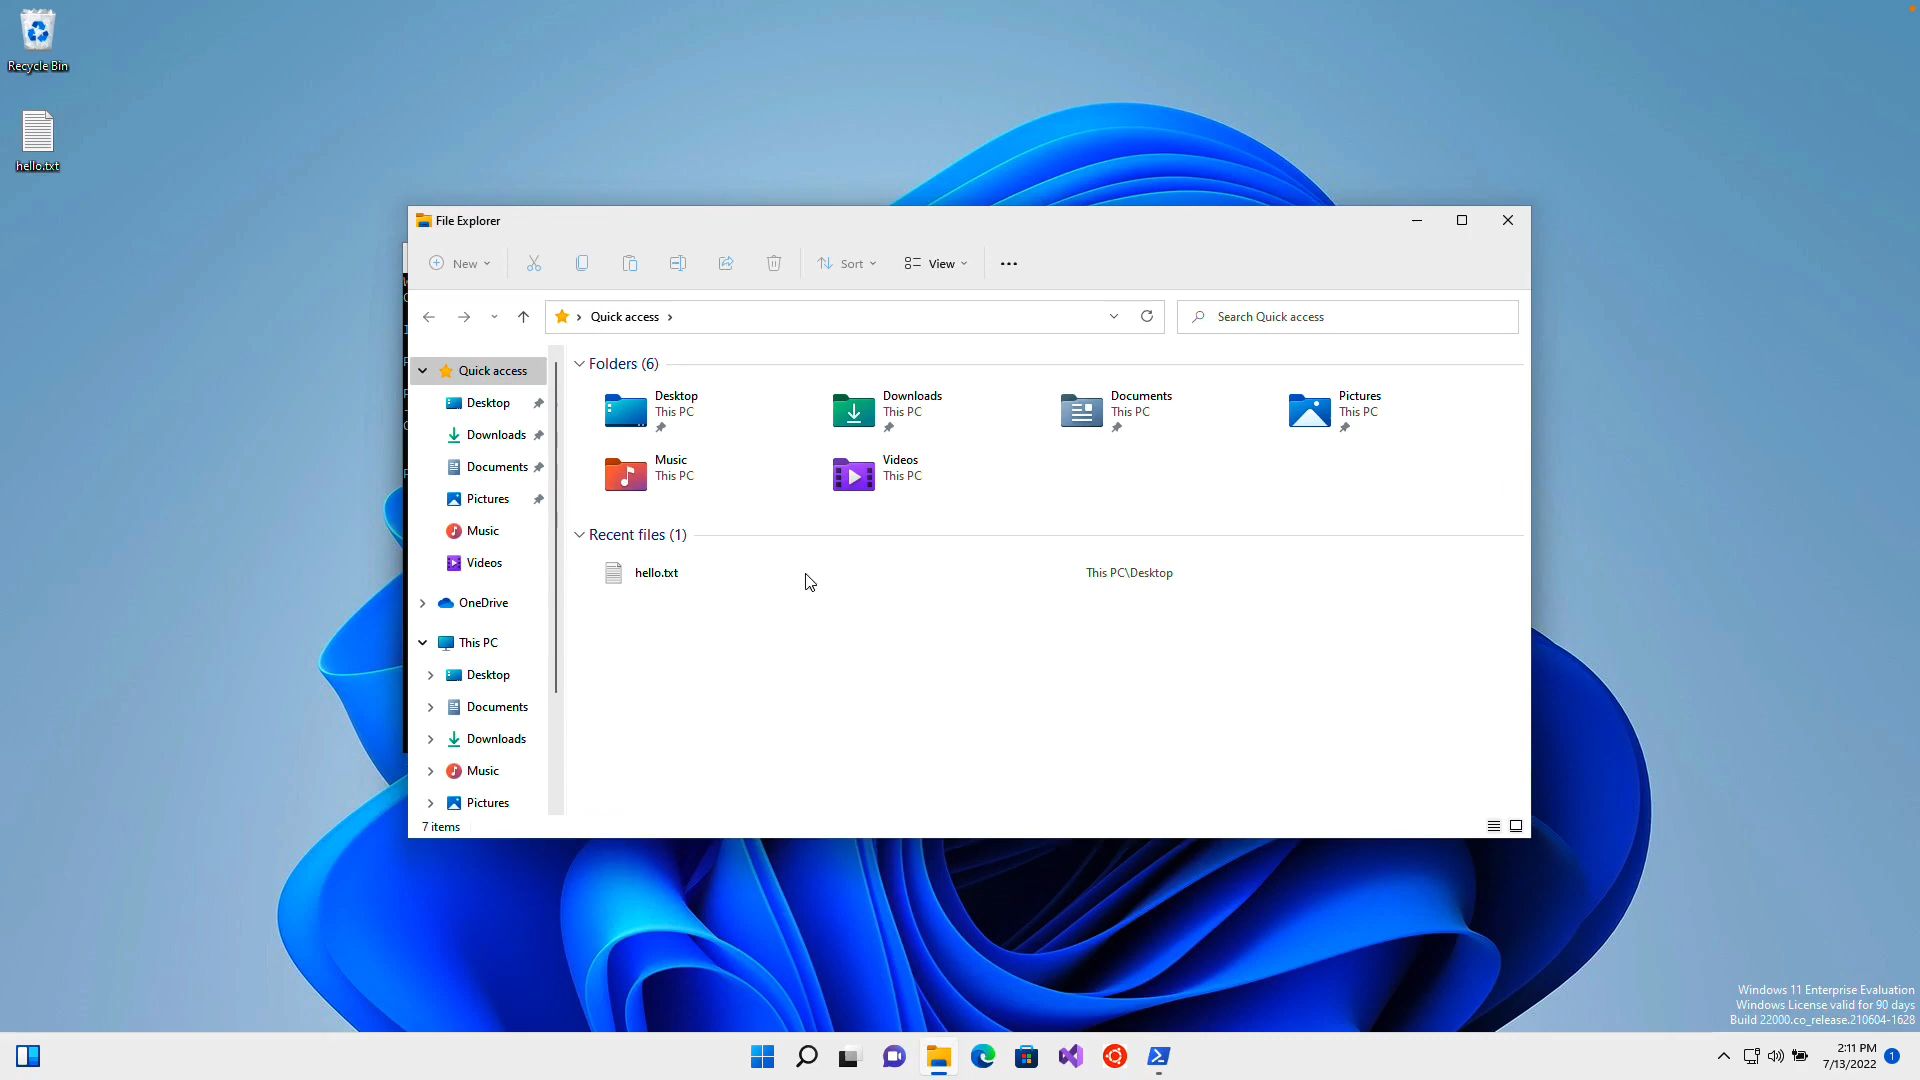 Recycle Bin
hello.txt
File Explorer
New
Sort
View
Quick access
Search Quick access
Quick access
Desktop
Downloads
Documents
Pictures
Music
Videos
OneDrive
This PC
Desktop
Documents
Downloads
Music
Pictures
Folders (6)
Desktop
This PC
Downloads
This PC
Documents
This PC
Pictures
This PC
Music
This PC
Videos
This PC
Recent files (1)
hello.txt This PC\Desktop
7 items
Windows 11 Enterprise Evaluation
Windows License valid for 90 days
Build 22000.co_release.210604-1628
2:11 PM
7/13/2022
1